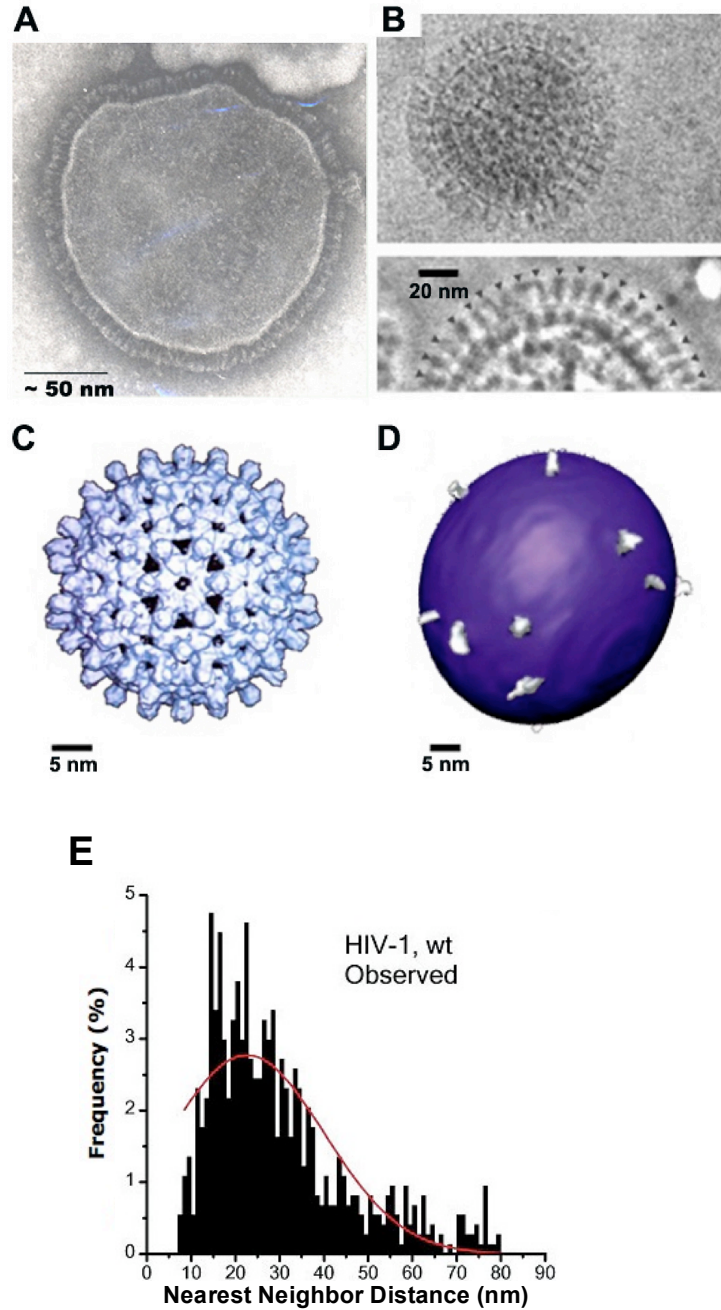 A
B
~ 50 nm
20 nm
C
D
5 nm
5 nm
E
5
4
3
2
1
0
Frequency (%)
HIV-1, wt
Observed
0 10 20 30 40 50 60 70 80 90
Nearest Neighbor Distance (nm)